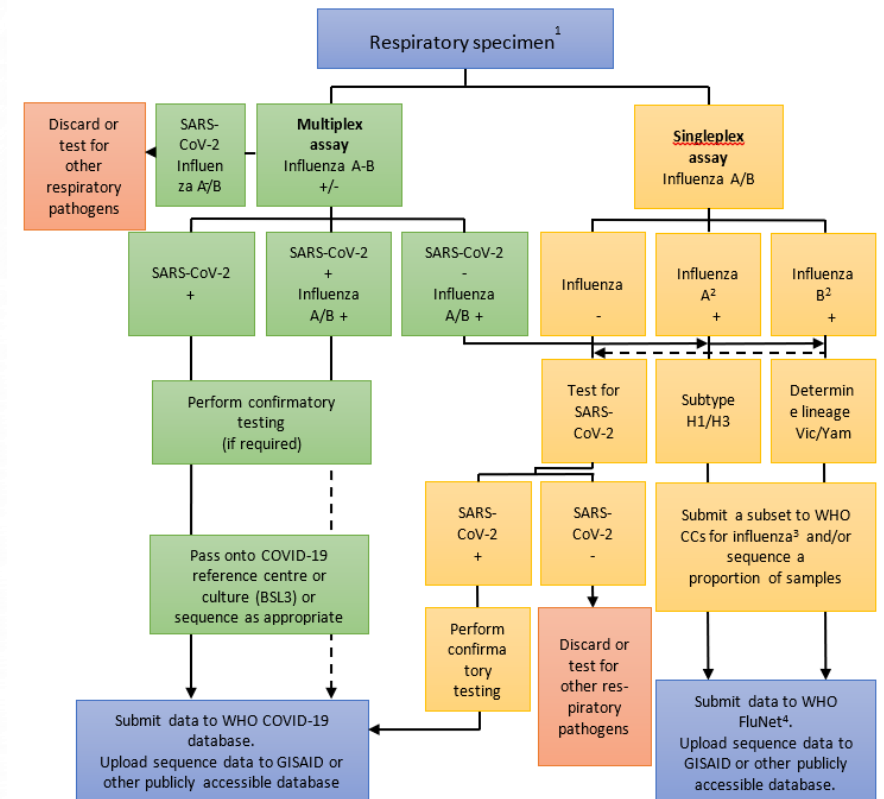 Respiratory specimen1
Discard or
test for
other
respiratory
pathogens
SARS-
CoV-2
Influen
za A/B
-
Multiplex
assay
Influenza A-B
+/-
Singleplex
assay
Influenza A/B
SARS-CoV-2
+
SARS-CoV-2
+
Influenza
A/B +
SARS-CoV-2
-
Influenza
A/B +
Influenza
-
Influenza
A2
+
Influenza
B2
+
Perform confirmatory
testing
(if required)
Test for
SARS-
CoV-2
Subtype
H1/H3
Determin
e lineage
Vic/Yam
SARS-
CoV-2
+
SARS-
CoV-2
-
Submit a subset to WHO
CCs for influenza3 and/or
sequence a
proportion of samples
Pass onto COVID-19
reference centre or
culture (BSL3) or
sequence as appropriate
Perform
confirma
tory
testing
Discard or
test for
other res-
piratory
pathogens
Submit data to WHO COVID-19
database.
Upload sequence data to GISAID or
other publicly accessible database
Submit data to WHO
FluNet4.
Upload sequence data to
GISAID or other publicly
accessible database.